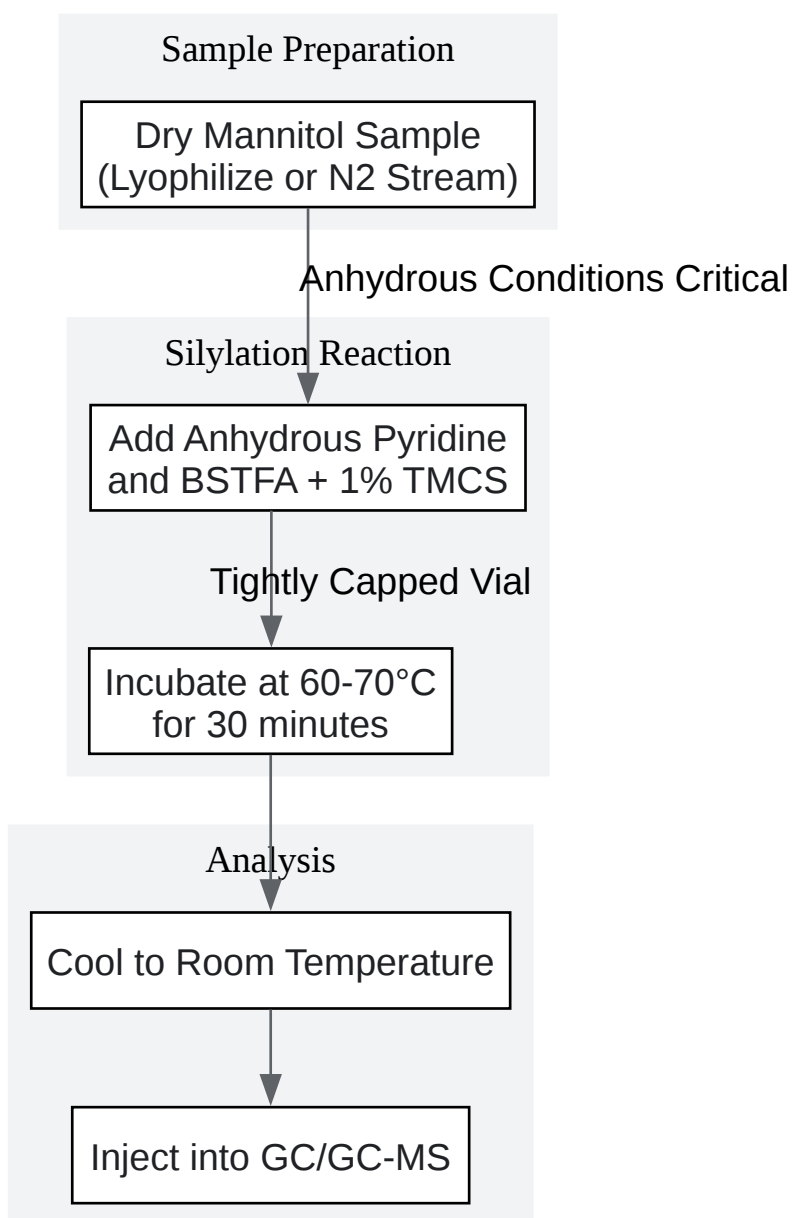 Sample Preparation
Dry Mannitol Sample
(Lyophilize or N2 Stream)
Anhydrous Conditions Critical
Silylation Reaction
Add Anhydrous Pyridine
and BSTFA + 1% TMCS
Tightly Capped Vial
Incubate at 60-70°C
for 30 minutes
Analysis
Cool to Room Temperature
Inject into GC/GC-MS